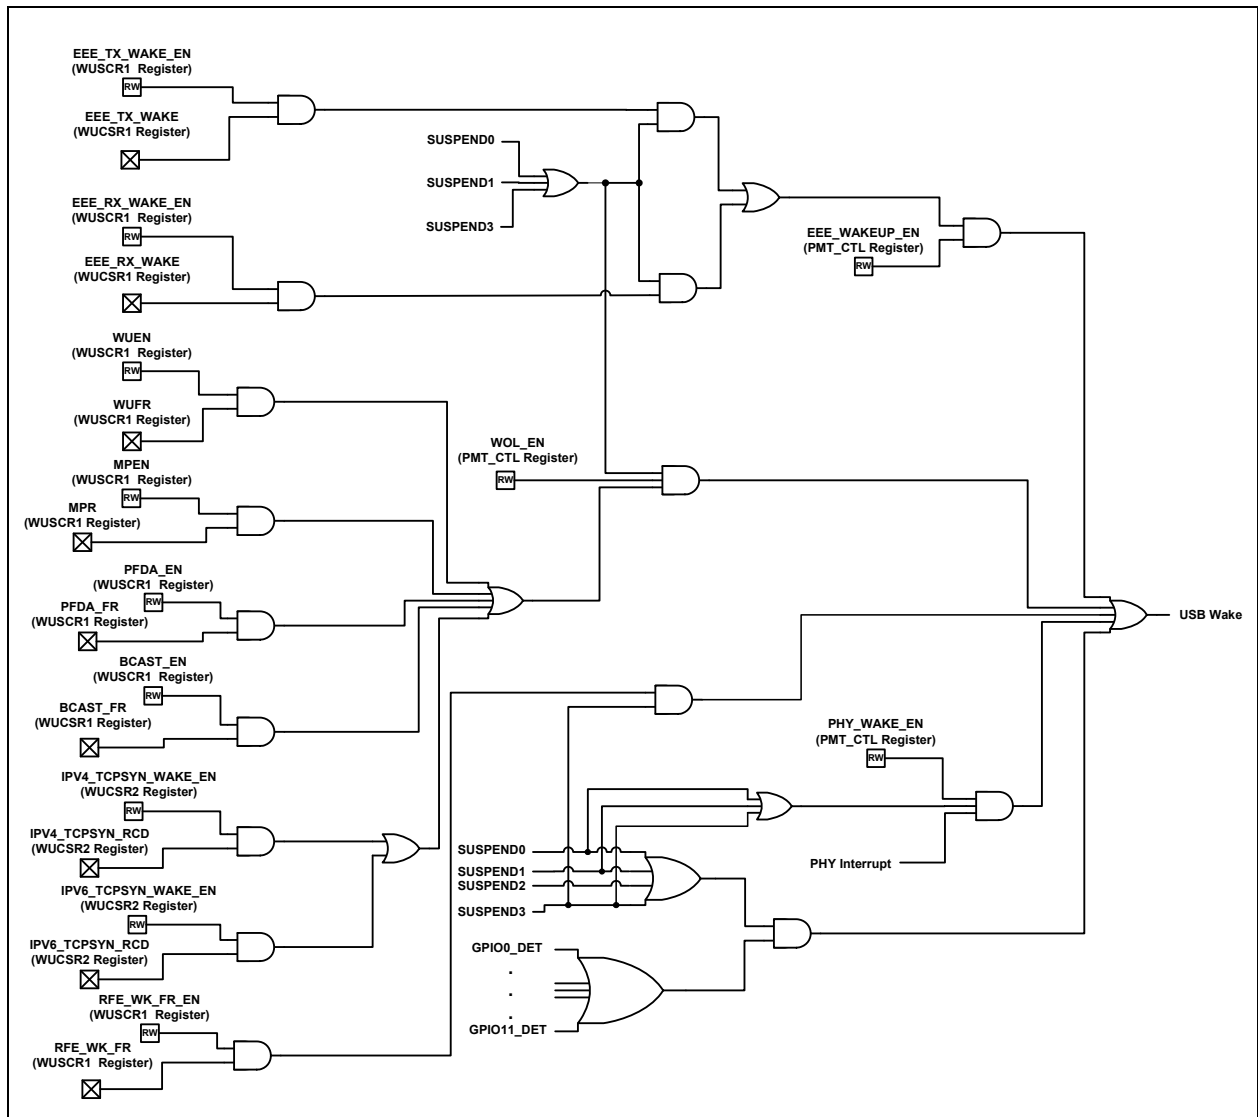 EEE_TX_WAKE_EN
(WUSCR1  Register)
RW
EEE_TX_WAKE
(WUCSR1 Register)
SUSPEND0
SUSPEND1
SUSPEND3
EEE_RX_WAKE_EN
(WUSCR1  Register)
RW
EEE_RX_WAKE
(WUCSR1 Register)
EEE_WAKEUP_EN
(PMT_CTL Register)
RW
WUEN
(WUSCR1  Register)
RW
WUFR
(WUSCR1 Register)
WOL_EN
(PMT_CTL Register)
RW
MPEN
(WUSCR1 Register)
RW
MPR
(WUSCR1 Register)
PFDA_EN
(WUSCR1 Register)
RW
PFDA_FR
(WUSCR1 Register)
USB Wake
BCAST_EN
(WUSCR1 Register)
RW
BCAST_FR
(WUCSR1 Register)
PHY_WAKE_EN
(PMT_CTL Register)
RW
IPV4_TCPSYN_WAKE_EN
(WUCSR2 Register)
RW
IPV4_TCPSYN_RCD
(WUCSR2 Register)
SUSPEND0
SUSPEND1
SUSPEND2
SUSPEND3
PHY Interrupt
IPV6_TCPSYN_WAKE_EN
(WUCSR2 Register)
RW
IPV6_TCPSYN_RCD
(WUCSR2 Register)
GPIO0_DET
.
.
.
GPIO11_DET
RFE_WK_FR_EN
(WUSCR1 Register)
RW
RFE_WK_FR
(WUSCR1  Register)